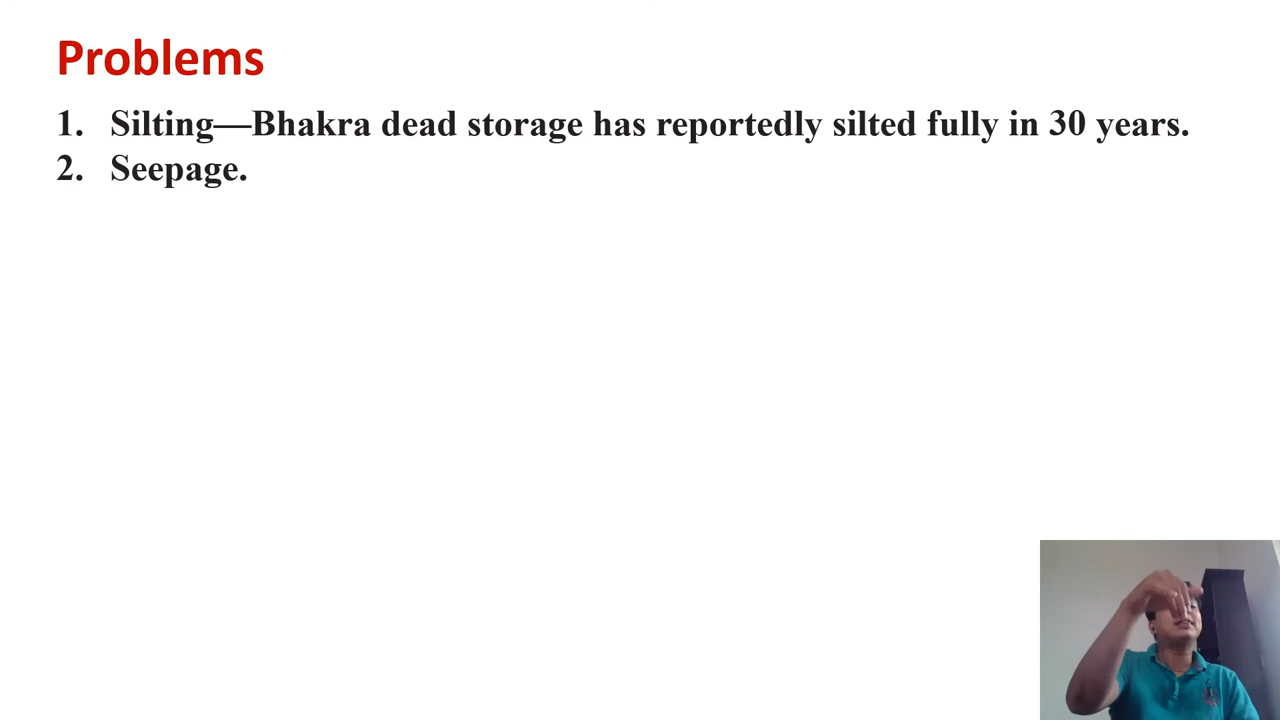 Problems
1. Silting—Bhakra dead storage has reportedly silted fully in 30 years.
2. Seepage.